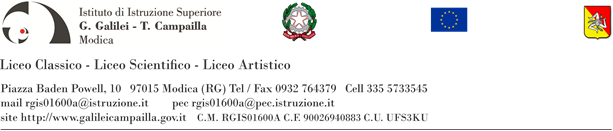 Istituto di Istruzione Superiore
G. Galilei - T. Campailla
Modica
Liceo Classico - Liceo Scientifico - Liceo Artistico
Piazza Baden Powell, 10 97015 Modica (RG) Tel / Fax 0932 764379 Cell 335 5733545
mail rgis01600a@istruzione.it pec rgis01600a@pec.istruzione.it
site http://www.galileicampailla.gov.it C.M. RGIS01600A C.F. 90026940883 C.U. UFS3KU